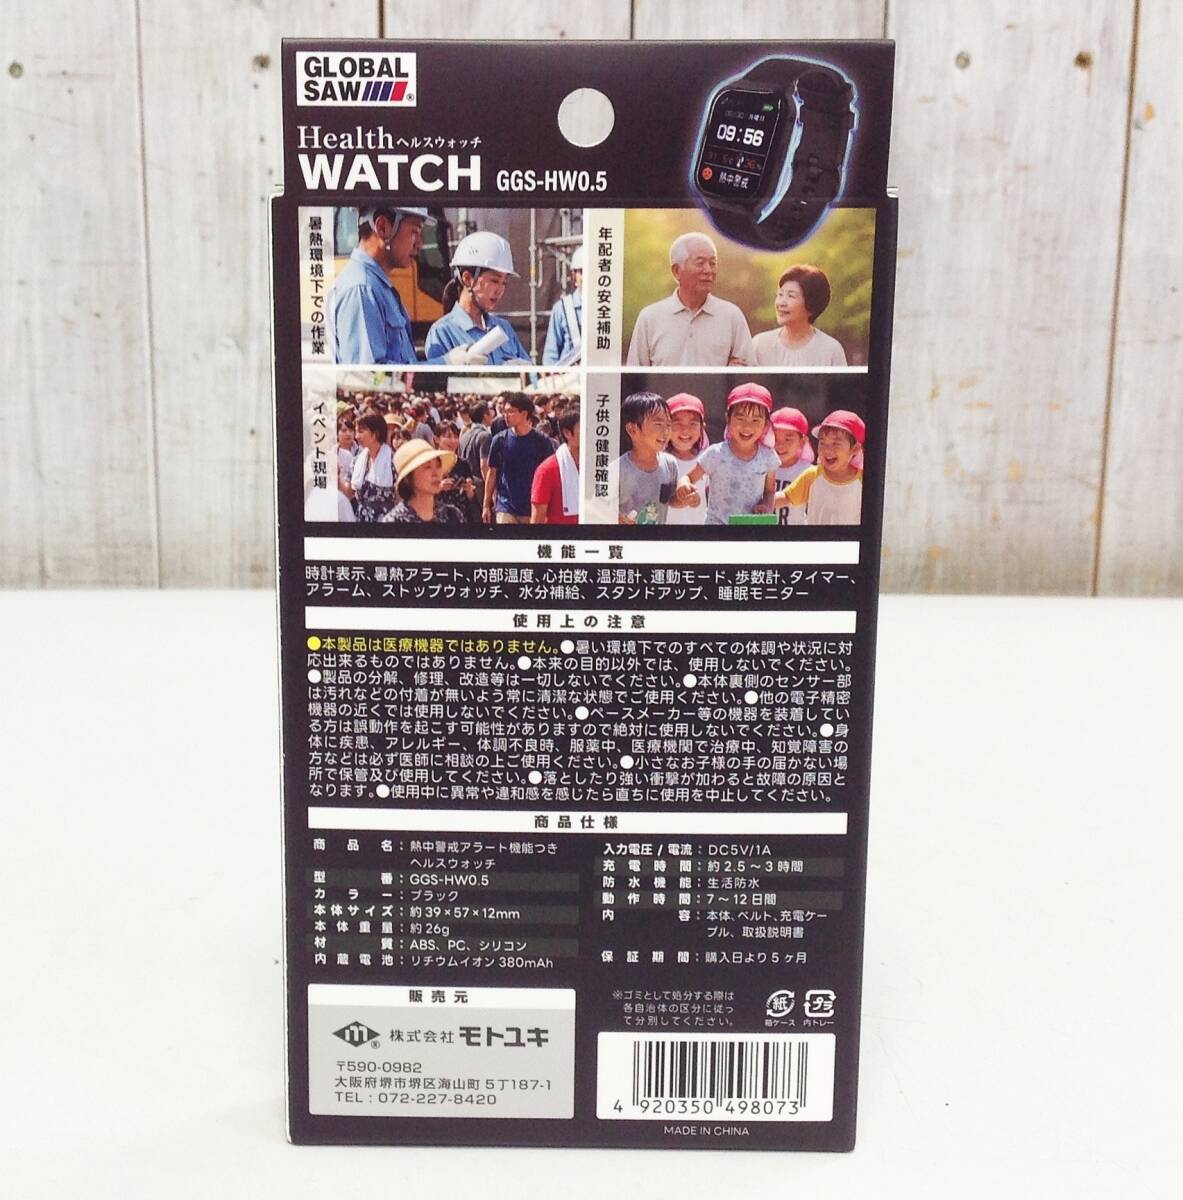 GLOBAL
SAW ®
Health ヘルスウォッチ
WATCH GGS-HW0.5
09:56
熱中警戒
暑熱環境下での作業
年配者の安全補助
イベント現場
子供の健康確認
機能一覧
時計表示、暑熱アラート、内部温度、心拍数、温湿計、運動モード、歩数計、タイマー、
アラーム、ストップウォッチ、水分補給、スタンドアップ、睡眠モニター
使用上の注意
●本製品は医療機器ではありません。●暑い環境下でのすべての体調や状況に対
応出来るものではありません。●本来の目的以外では、使用しないでください。
●製品の分解、修理、改造等は一切しないでください。●本体裏側のセンサー部
は汚れなどの付着が無いよう常に清潔な状態でご使用ください。●他の電子精密
機器の近くでは使用しないでください。●ペースメーカー等の機器を装着してい
る方は誤動作を起こす可能性がありますので絶対に使用しないでください。●身
体に疾患、アレルギー、体調不良時、服薬中、医療機関で治療中、知覚障害の
方などは必ず医師に相談の上ご使用ください。●小さなお子様の手の届かない場
所で保管及び使用してください。●落としたり強い衝撃が加わると故障の原因と
なります。●使用中に異常や違和感を感じたら直ちに使用を中止してください。
商品仕様
商品名：熱中警戒アラート機能つき
ヘルスウォッチ
型番：GGS-HW0.5
カラー：ブラック
本体サイズ：約39×57×12mm
本体重量：約26g
材質：ABS、PC、シリコン
内蔵電池：リチウムイオン380mAh
入力電圧/電流：DC5V/1A
充電時間：約2.5～3時間
防水機能：生活防水
動作時間：7～12日間
内容：本体、ベルト、充電ケー
ブル、取扱説明書
保証期間：購入日より5ヶ月
販売元
m® 株式会社モトユキ
〒590-0982
大阪府堺市堺区海山町5丁187-1
TEL：072-227-8420
※ゴミとして処分する際は
各自治体の区分に従っ
て分別してください。
紙
箱ケース
プラ
内トレー
4 920350 498073
MADE IN CHINA